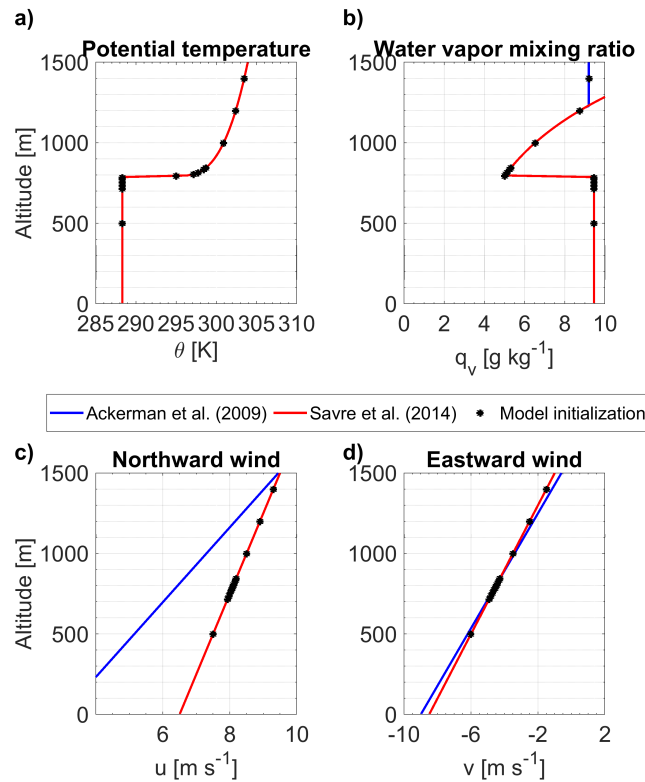 a)
Potential temperature
1500
1000
500
0
Altitude [m]
285 290 295 300 305 310
θ [K]
b)
Water vapor mixing ratio
1500
1000
500
0
0 2 4 6 8 10
q_v [g kg⁻¹]
Ackerman et al. (2009) Savre et al. (2014) Model initialization
c)
Northward wind
1500
1000
500
0
Altitude [m]
6 8 10
u [m s⁻¹]
d)
Eastward wind
1500
1000
500
0
-10 -6 -2 2
v [m s⁻¹]